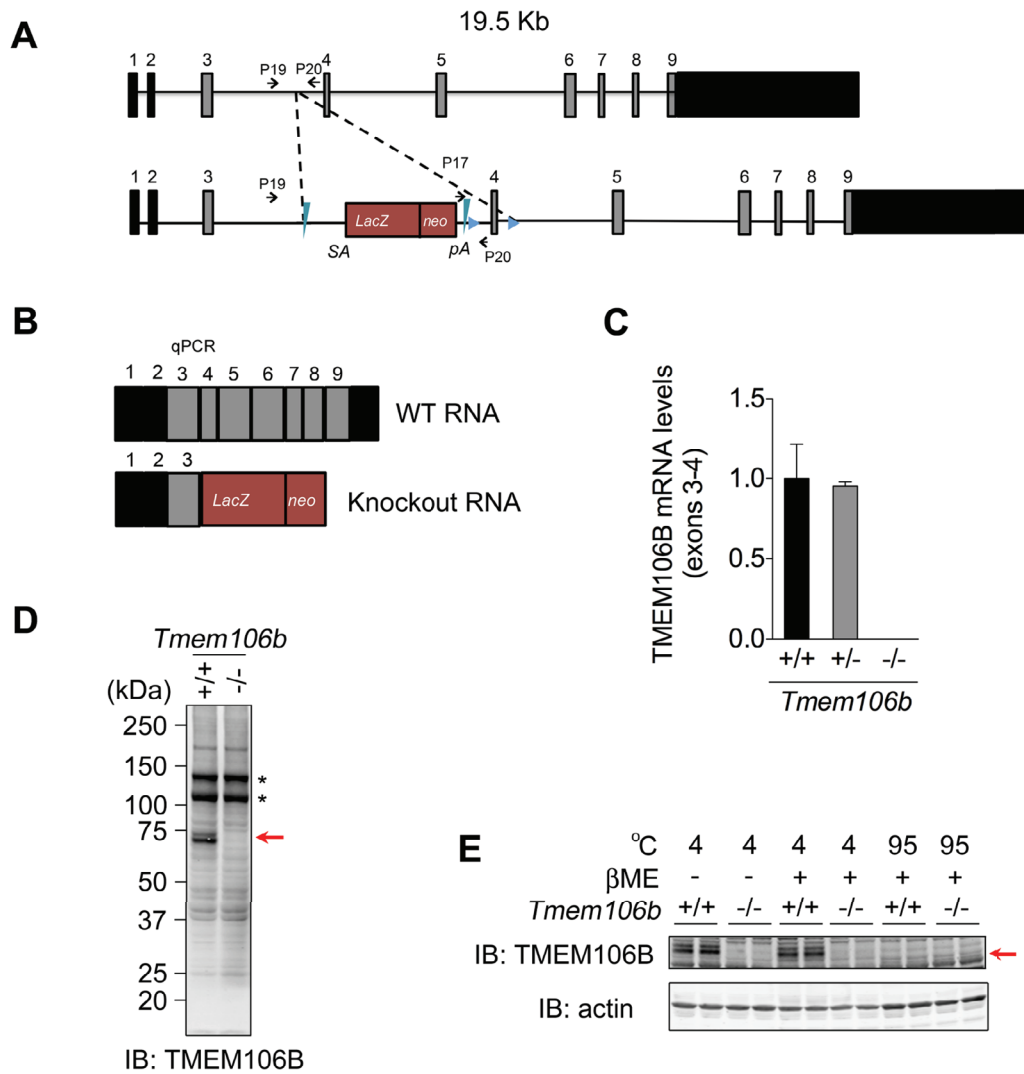 A
19.5 Kb
1 2 3 4 5 6 7 8 9
P19 P20
P17
1 2 3 4 5 6 7 8 9
P19
LacZ neo
SA pA P20
B
qPCR
1 2 3 4 5 6 7 8 9
WT RNA
1 2 3
LacZ neo
Knockout RNA
C
TMEM106B mRNA levels
(exons 3-4)
1.5
1.0
0.5
0.0
+/+ +/- -/-
Tmem106b
D
Tmem106b
(kDa) +/+ -/-
250
150
*
100
*
75
50
37
25
20
IB: TMEM106B
E
°C 4 4 4 4 95 95
βME - - + + + +
Tmem106b +/+ -/- +/+ -/- +/+ -/-
IB: TMEM106B
IB: actin